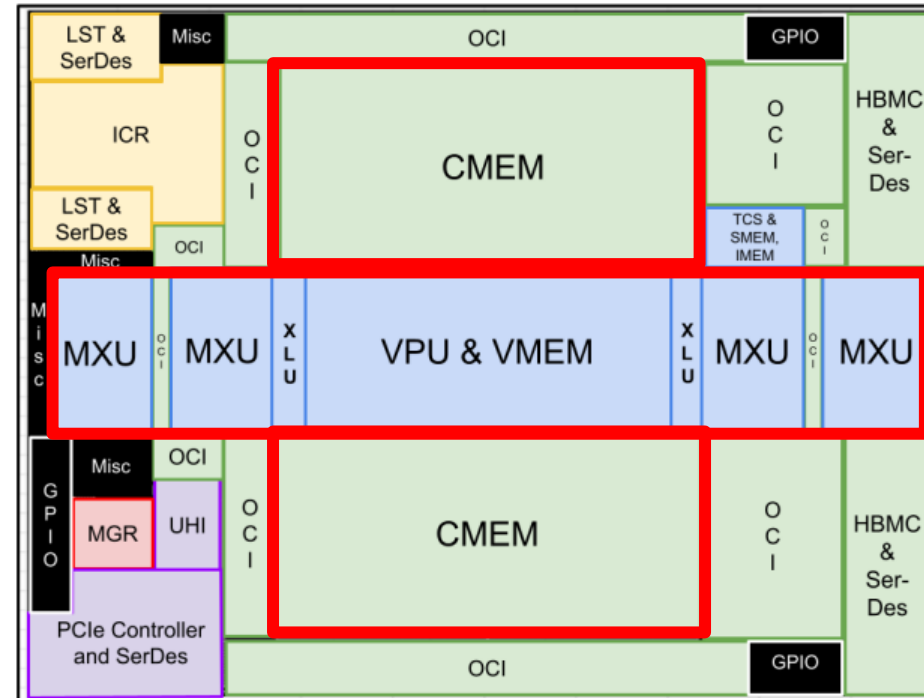 LST &
SerDes
Misc
OCI
GPIO
HBMC
&
Ser-
Des
ICR
O
C
I
CMEM
O
C
I
LST &
SerDes
OCI
TCS &
SMEM,
IMEM
O
C
I
Misc
M
i
s
c
MXU
O
C
I
MXU
X
L
U
VPU & VMEM
X
L
U
MXU
O
C
I
MXU
G
P
I
O
Misc
OCI
MGR
UHI
O
C
I
CMEM
O
C
I
HBMC
&
Ser-
Des
PCIe Controller
and SerDes
OCI
GPIO